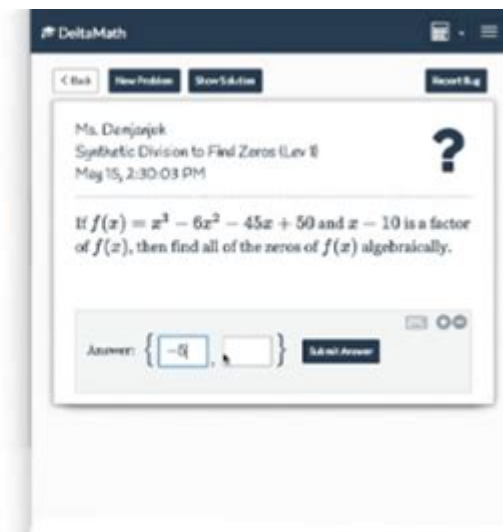 DeltaMath
< Back New Problem Show Solution Report Bug
Ms. Denjanjek
Synthetic Division to Find Zeros (Lev 1)
May 15, 2:30:03 PM
If f(x) = x³ − 6x² − 45x + 50 and x − 10 is a factor
of f(x), then find all of the zeros of f(x) algebraically.
Answer: { −5 , } Submit Answer